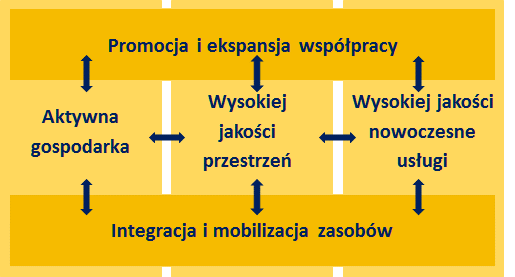 Promocja i ekspansja współpracy
Aktywna
gospodarka
Wysokiej
jakości
przestrzeń
Wysokiej jakości
nowoczesne
usługi
Integracja i mobilizacja zasobów